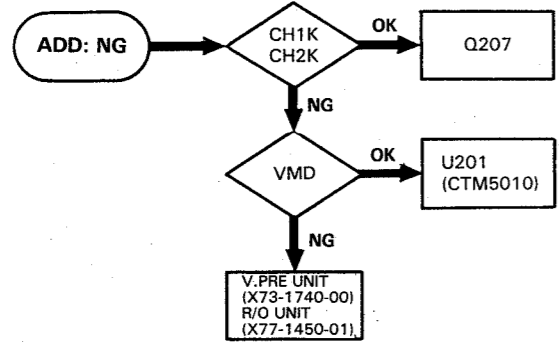 ADD: NG
CH1K
CH2K
OK
Q207
NG
VMD
OK
U201
(CTM5010)
NG
V.PRE UNIT
(X73-1740-00)
R/O UNIT
(X77-1450-01)